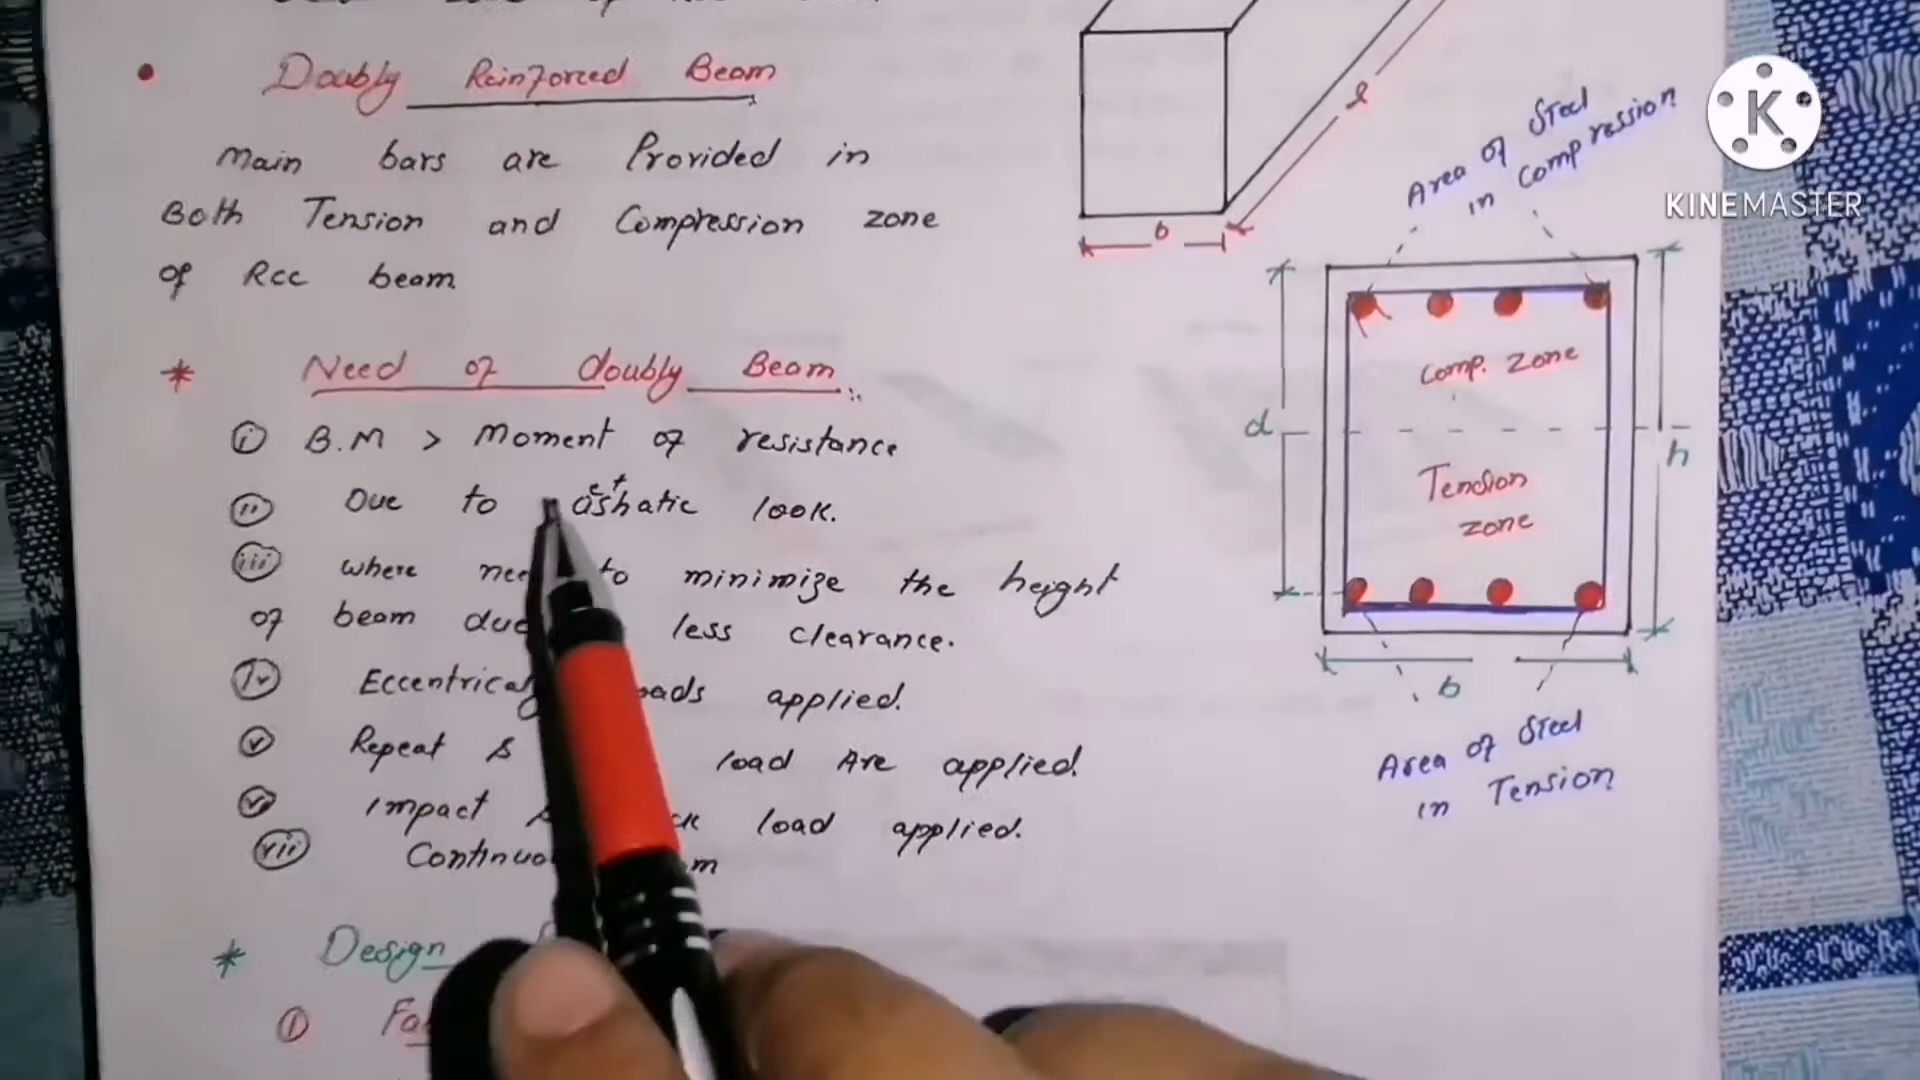 Doubly Reinforced Beam
Main bars are Provided in
Both Tension and Compression zone
of Rcc beam
* Need of doubly Beam :.
(i) B.M > Moment of resistance
(ii) Due to aeshtatic look.
(iii) where to minimize the height
of beam less clearance.
(iv) applied.
(v) Repeat load Are applied.
(vi) Impact load applied.
(vii)
* Design
①
l
b
Area of Steel
in compression
Comp. zone
d
h
Tension
zone
b
Area of Steel
in Tension
K
KINEMASTER